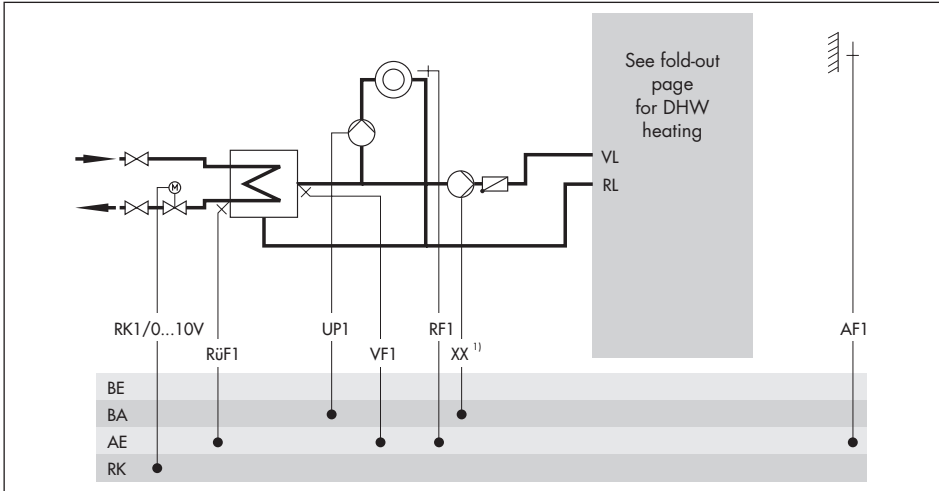 See fold-out
page
for DHW
heating
VL
RL
M
RK1/0...10V
UP1
RF1
AF1
RüF1
VF1
XX 1)
BE
BA
AE
RK